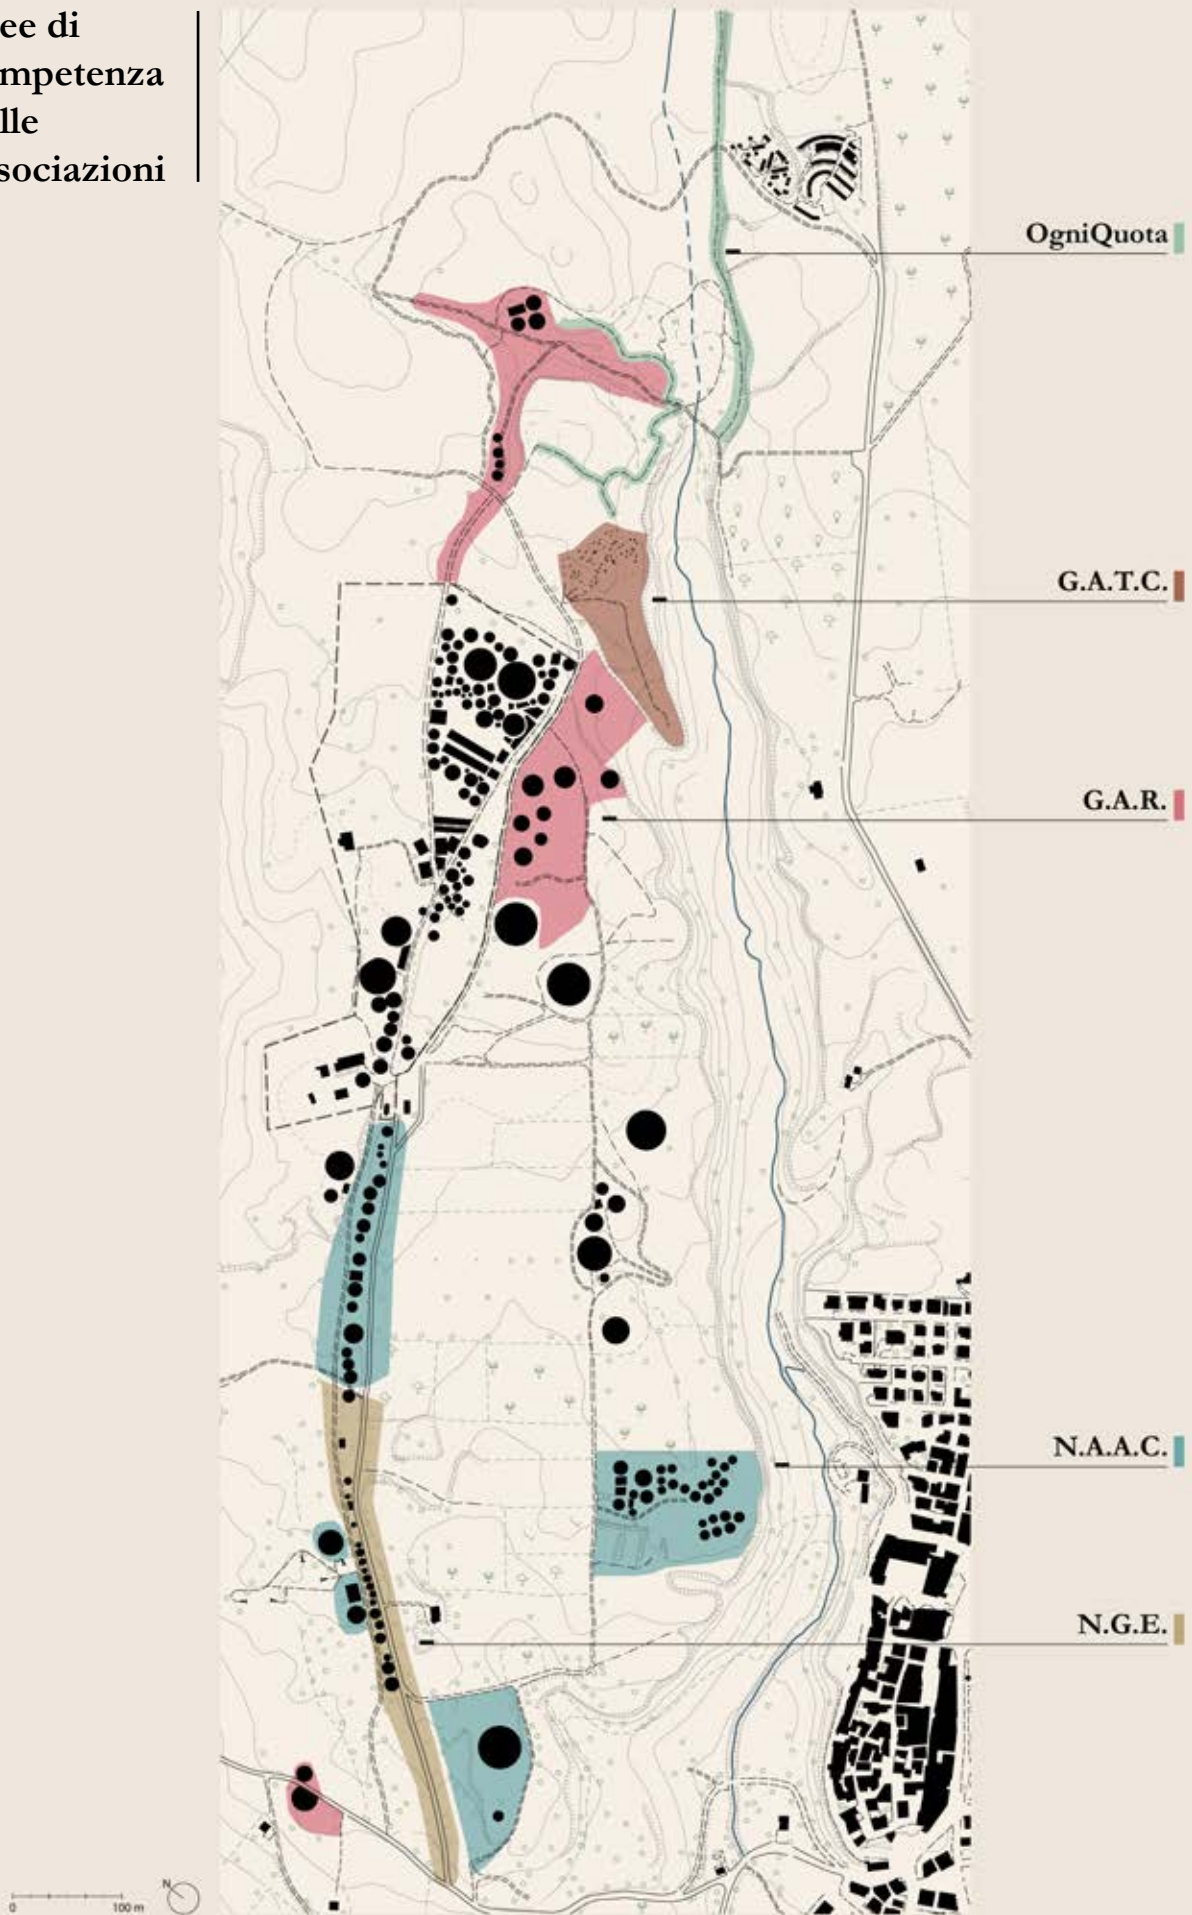 ee di
mpetenza
lle
sociazioni
OgniQuota
G.A.T.C.
G.A.R.
N.A.A.C.
N.G.E.
N
0 100 m